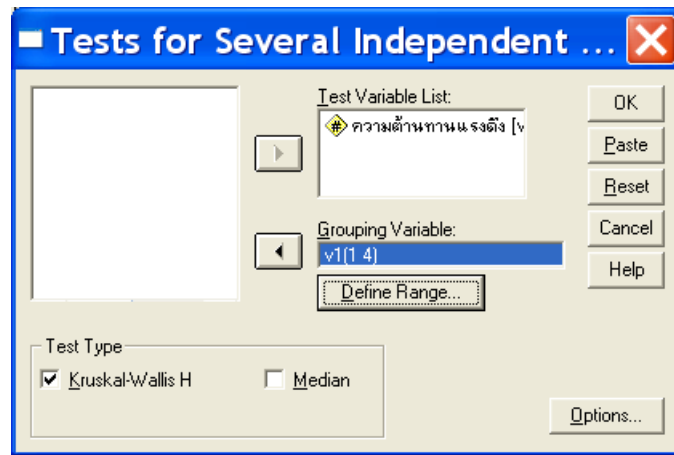 Tests for Several Independent ...
Test Variable List:
# ความต้านทานแรงดึง [v
OK
Paste
Reset
Cancel
Help
Grouping Variable:
v1(1 4)
Define Range...
Test Type
Kruskal-Wallis H
Median
Options...